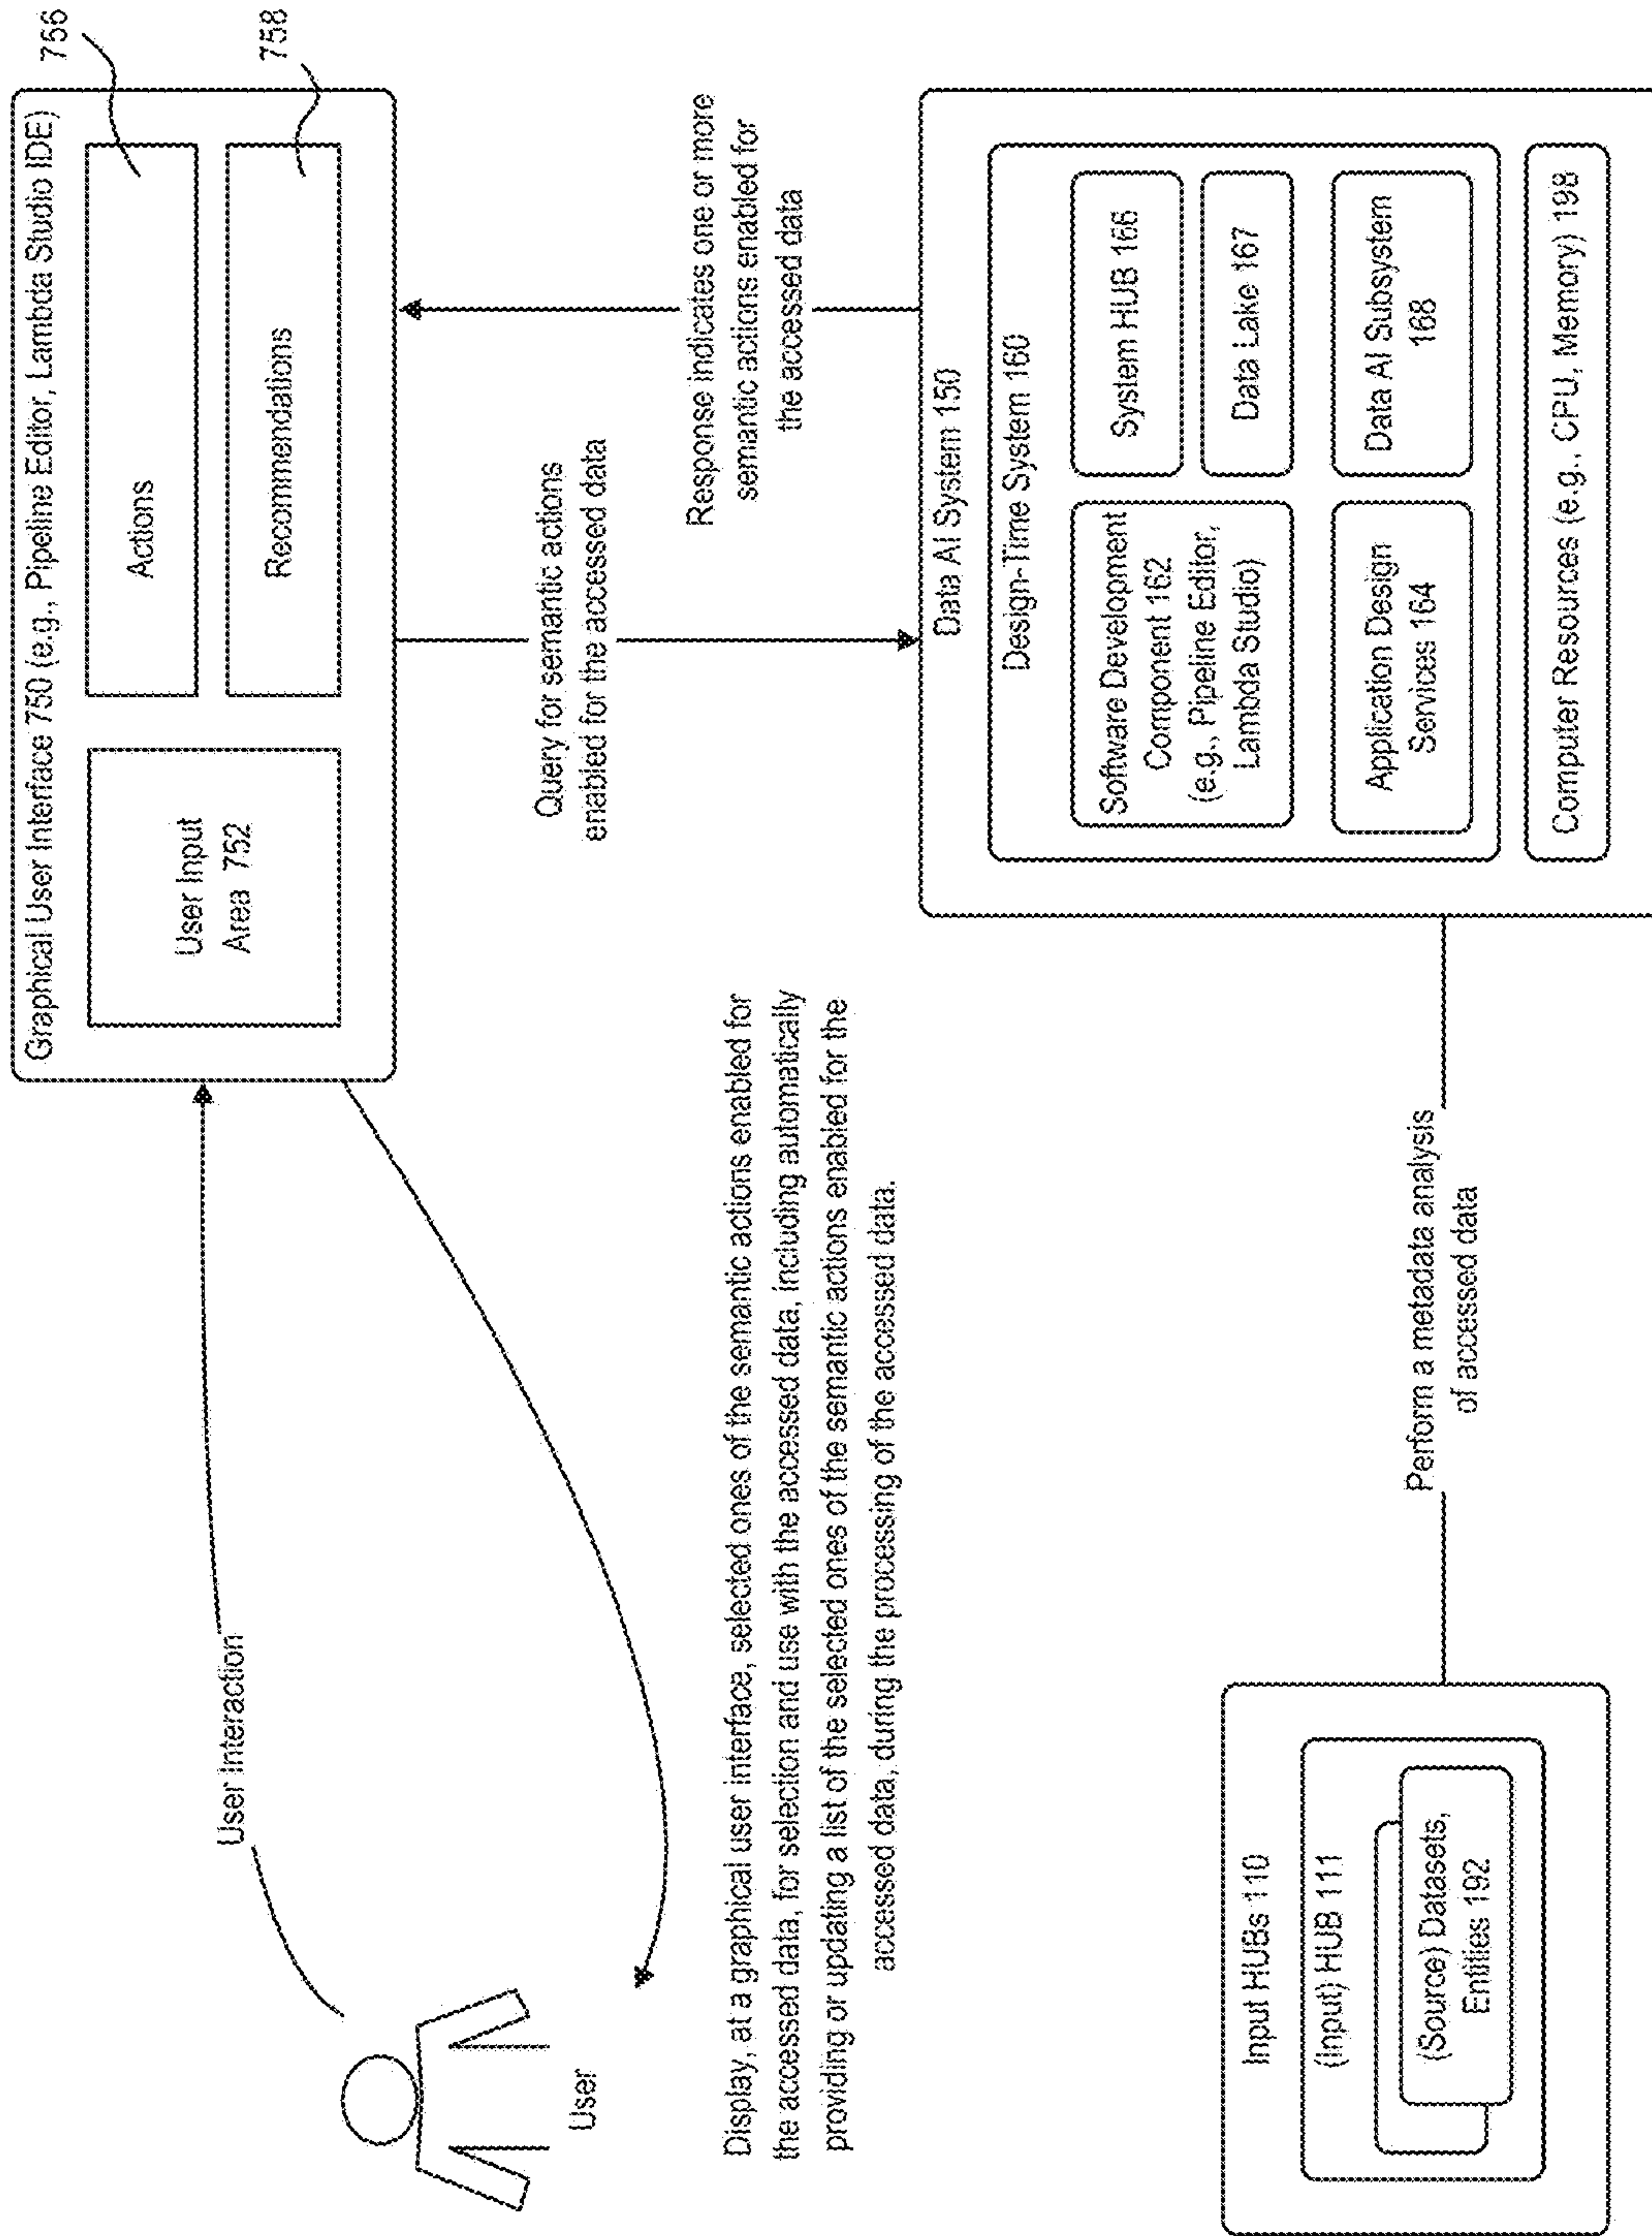 Graphical User Interface 750 (e.g., Pipeline Editor, Lambda Studio IDE)
User Input
Area 752
Actions
756
Recommendations
758
User Interaction
User
Query for semantic actions
enabled for the accessed data
Response indicates one or more
semantic actions enabled for
the accessed data
Display, at a graphical user interface, selected ones of the semantic actions enabled for
the accessed data, for selection and use with the accessed data, including automatically
providing or updating a list of the selected ones of the semantic actions enabled for the
accessed data, during the processing of the accessed data.
Data AI System 150
Design-Time System 160
Software Development
Component 162
(e.g., Pipeline Editor,
Lambda Studio)
System HUB 166
Data Lake 167
Application Design
Services 164
Data AI Subsystem
168
Computer Resources (e.g., CPU, Memory) 198
Perform a metadata analysis
of accessed data
Input HUBs 110
(Input) HUB 111
(Source) Datasets,
Entities 192